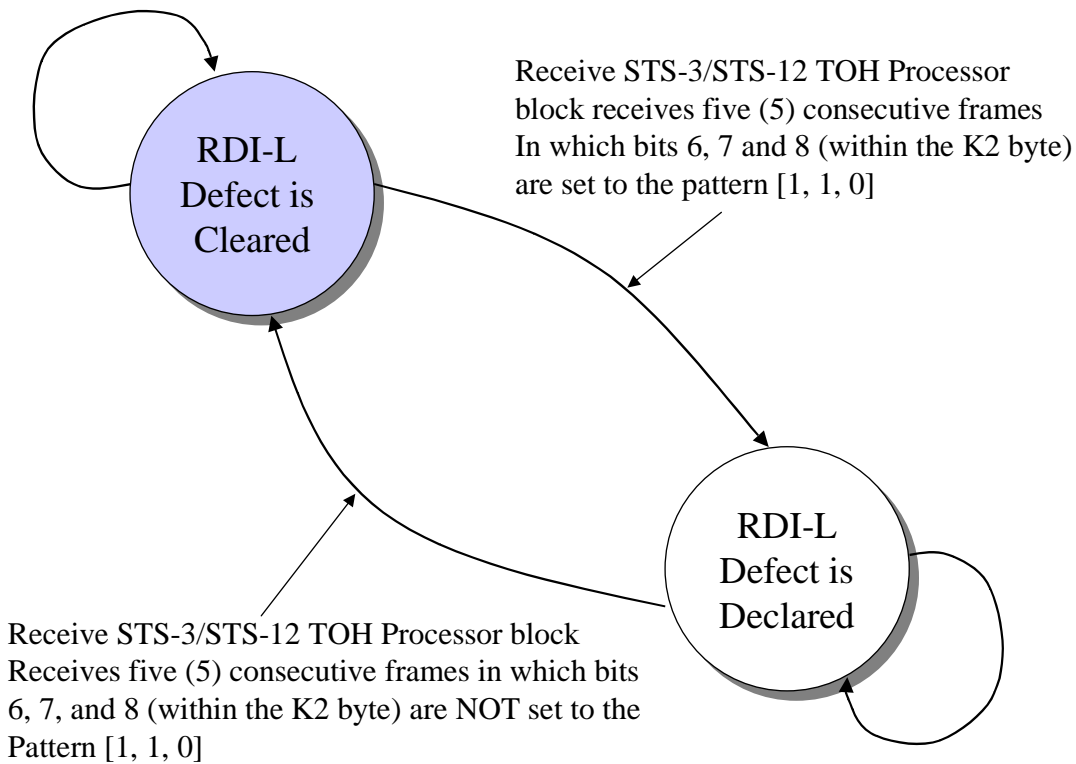 Receive STS-3/STS-12 TOH Processor
block receives five (5) consecutive frames
In which bits 6, 7 and 8 (within the K2 byte)
are set to the pattern [1, 1, 0]
RDI-L
Defect is
Cleared
RDI-L
Defect is
Declared
Receive STS-3/STS-12 TOH Processor block
Receives five (5) consecutive frames in which bits
6, 7, and 8 (within the K2 byte) are NOT set to the
Pattern [1, 1, 0]